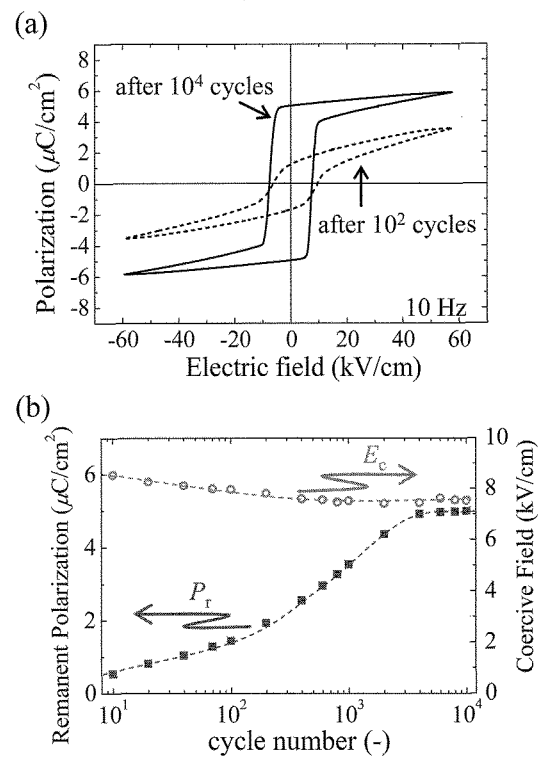 (a)
8
6
4
2
0
-2
-4
-6
-8
Polarization (μC/cm²)
after 10⁴ cycles
after 10² cycles
10 Hz
-60 -40 -20 0 20 40 60
Electric field (kV/cm)
(b)
Remanent Polarization (μC/cm²)
6
4
2
0
E_c
P_r
10
8
6
4
2
0
Coercive Field (kV/cm)
10¹ 10² 10³ 10⁴
cycle number (-)